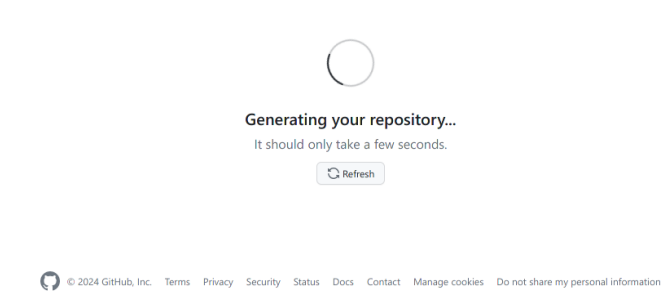 Generating your repository...
It should only take a few seconds.
Refresh
© 2024 GitHub, Inc. Terms Privacy Security Status Docs Contact Manage cookies Do not share my personal information